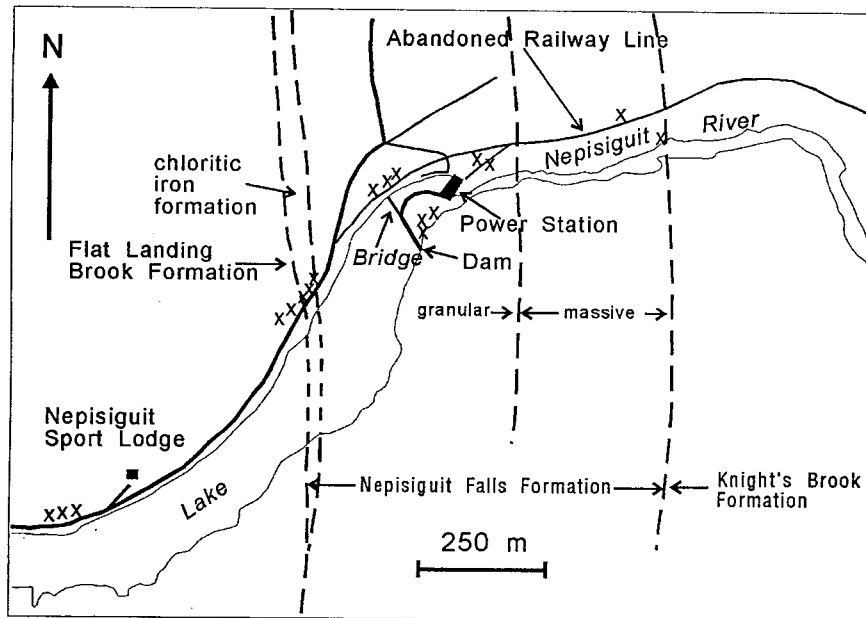 N
Abandoned Railway Line
Nepisiguit
River
chloritic
iron
formation
Power Station
Flat Landing
Brook Formation
Bridge
Dam
granular
massive
Nepisiguit
Sport Lodge
Lake
Nepisiguit Falls Formation
Knight's Brook
Formation
250 m
x x x
x x
x
x
x x
x
x x x x x
x x x